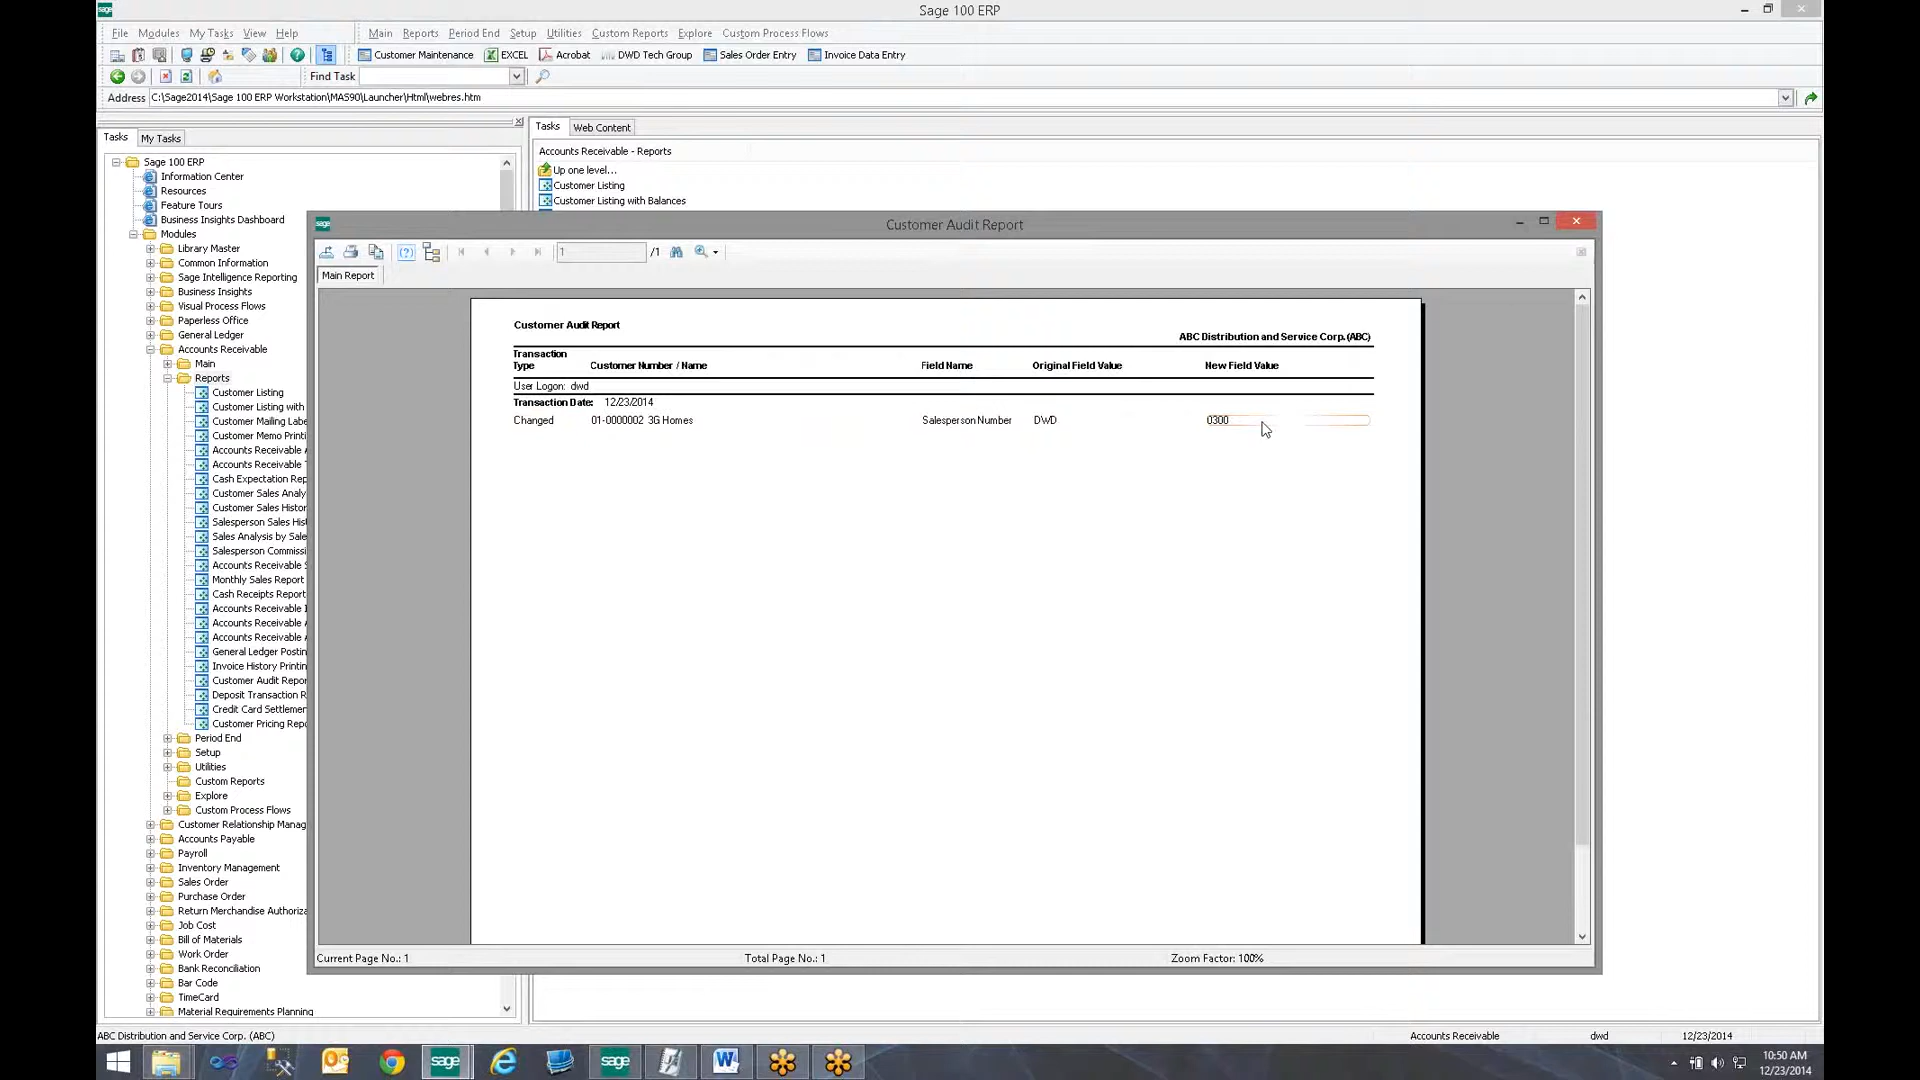 sage
Sage 100 ERP
File Modules My Tasks View Help Main Reports Period End Setup Utilities Custom Reports Explore Custom Process Flows
Customer Maintenance EXCEL Acrobat DWD Tech Group Sales Order Entry Invoice Data Entry
Find Task
Address C:\Sage2014\Sage 100 ERP Workstation\MAS90\Launcher\Html\webres.htm
Tasks My Tasks
Tasks Web Content
Sage 100 ERP
Information Center
Resources
Feature Tours
Business Insights Dashboard
Modules
Library Master
Common Information
Sage Intelligence Reporting
Business Insights
Visual Process Flows
Paperless Office
General Ledger
Accounts Receivable
Main
Reports
Customer Listing
Customer Listing with
Customer Mailing Labe
Customer Memo Printi
Accounts Receivable A
Accounts Receivable T
Cash Expectation Rep
Customer Sales Analy
Customer Sales Histor
Salesperson Sales Hist
Sales Analysis by Sale
Salesperson Commissi
Accounts Receivable S
Monthly Sales Report
Cash Receipts Report
Accounts Receivable I
Accounts Receivable A
Accounts Receivable A
General Ledger Postin
Invoice History Printin
Customer Audit Repor
Deposit Transaction R
Credit Card Settlemen
Customer Pricing Repo
Period End
Setup
Utilities
Custom Reports
Explore
Custom Process Flows
Customer Relationship Manag
Accounts Payable
Payroll
Inventory Management
Sales Order
Purchase Order
Return Merchandise Authoriza
Job Cost
Bill of Materials
Work Order
Bank Reconciliation
Bar Code
TimeCard
Material Requirements Planning
Accounts Receivable - Reports
Up one level...
Customer Listing
Customer Listing with Balances
sage
Customer Audit Report
1 /1
Main Report
Customer Audit Report
ABC Distribution and Service Corp. (ABC)
Transaction
Type Customer Number / Name Field Name Original Field Value New Field Value
User Logon: dwd
Transaction Date: 12/23/2014
Changed 01-0000002 3G Homes Salesperson Number DWD 0300
Current Page No.: 1 Total Page No.: 1 Zoom Factor: 100%
ABC Distribution and Service Corp. (ABC) Accounts Receivable dwd 12/23/2014
sage sage
10:50 AM
12/23/2014